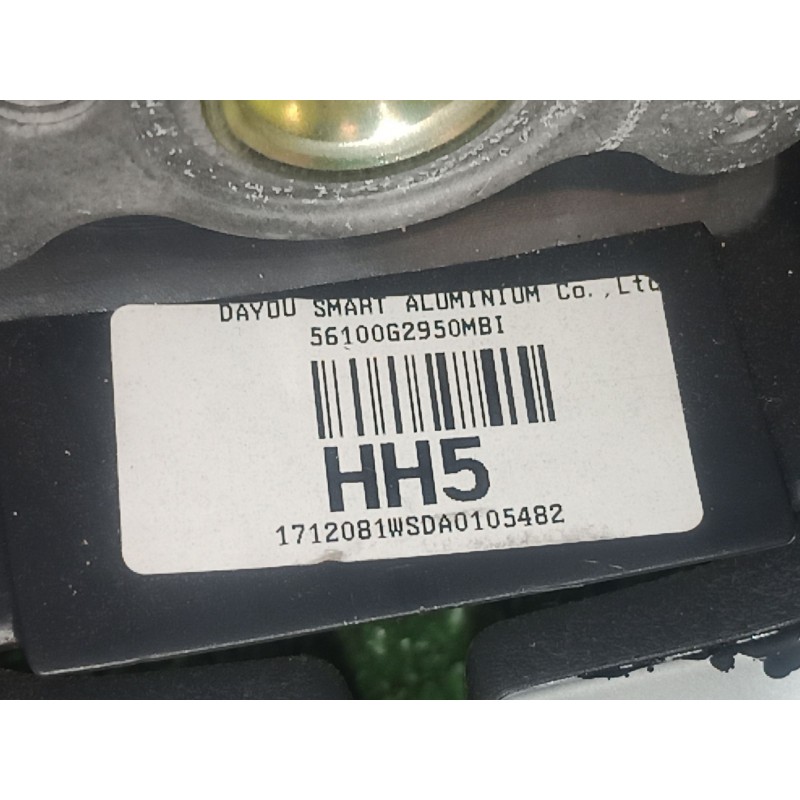 DAYOU SMART ALUMINIUM Co.,Ltd
56100G2950MBI
HH5
1712081WSDA0105482